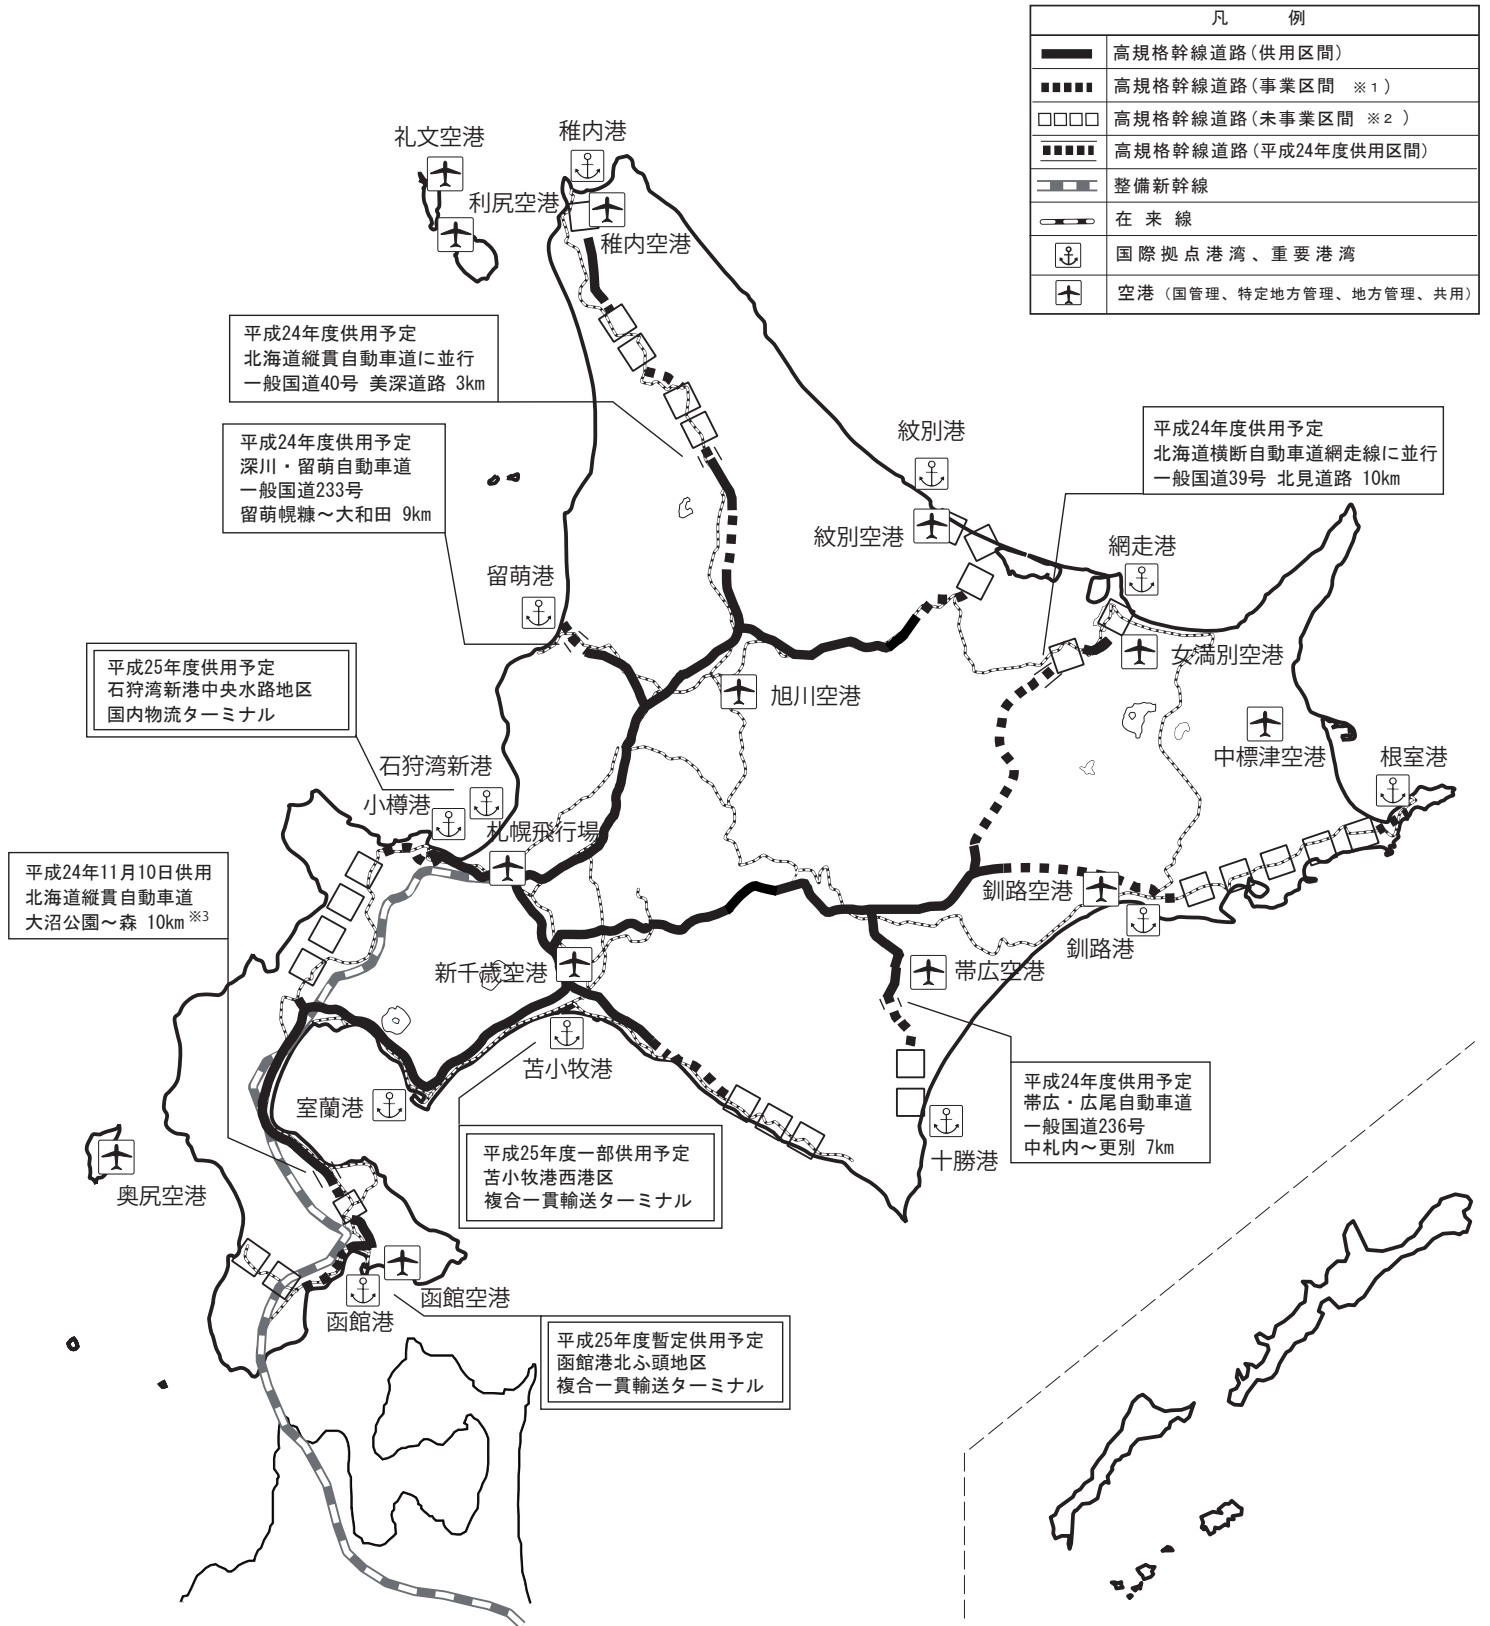 凡 例
高規格幹線道路(供用区間)
高規格幹線道路(事業区間 ※1)
高規格幹線道路(未事業区間 ※2)
高規格幹線道路(平成24年度供用区間)
整備新幹線
在来線
国際拠点港湾、重要港湾
空港(国管理、特定地方管理、地方管理、共用)
稚内港
礼文空港
利尻空港
稚内空港
平成24年度供用予定
北海道縦貫自動車道に並行
一般国道40号 美深道路 3km
平成24年度供用予定
深川・留萌自動車道
一般国道233号
留萌幌糠~大和田 9km
紋別港
平成24年度供用予定
北海道横断自動車道網走線に並行
一般国道39号 北見道路 10km
紋別空港
網走港
留萌港
女満別空港
平成25年度供用予定
石狩湾新港中央水路地区
国内物流ターミナル
旭川空港
中標津空港
根室港
石狩湾新港
小樽港
札幌飛行場
平成24年11月10日供用
北海道縦貫自動車道
大沼公園~森 10km※3
釧路空港
釧路港
新千歳空港
帯広空港
苫小牧港
室蘭港
平成24年度供用予定
帯広・広尾自動車道
一般国道236号
中札内~更別 7km
平成25年度一部供用予定
苫小牧港西港区
複合一貫輸送ターミナル
十勝港
奥尻空港
函館空港
函館港
平成25年度暫定供用予定
函館港北ふ頭地区
複合一貫輸送ターミナル